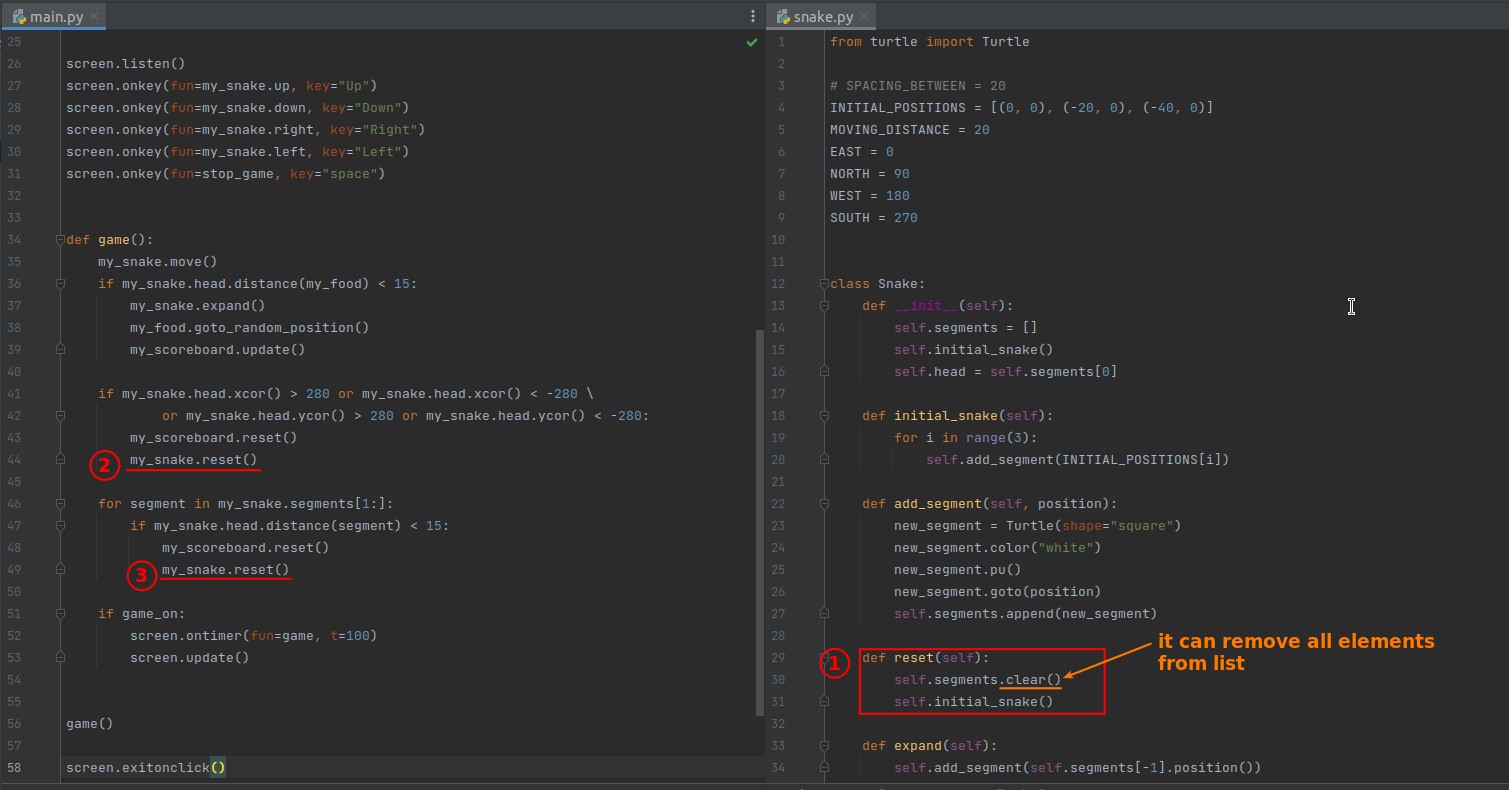 main.py
25
26 screen.listen()
27 screen.onkey(fun=my_snake.up, key="Up")
28 screen.onkey(fun=my_snake.down, key="Down")
29 screen.onkey(fun=my_snake.right, key="Right")
30 screen.onkey(fun=my_snake.left, key="Left")
31 screen.onkey(fun=stop_game, key="space")
32
33
34 def game():
35     my_snake.move()
36     if my_snake.head.distance(my_food) < 15:
37         my_snake.expand()
38         my_food.goto_random_position()
39         my_scoreboard.update()
40
41     if my_snake.head.xcor() > 280 or my_snake.head.xcor() < -280 \
42             or my_snake.head.ycor() > 280 or my_snake.head.ycor() < -280:
43         my_scoreboard.reset()
44 2 my_snake.reset()
45
46     for segment in my_snake.segments[1:]:
47         if my_snake.head.distance(segment) < 15:
48             my_scoreboard.reset()
49 3 my_snake.reset()
50
51     if game_on:
52         screen.ontimer(fun=game, t=100)
53         screen.update()
54
55
56 game()
57
58 screen.exitonclick()
snake.py
1 from turtle import Turtle
2
3 # SPACING_BETWEEN = 20
4 INITIAL_POSITIONS = [(0, 0), (-20, 0), (-40, 0)]
5 MOVING_DISTANCE = 20
6 EAST = 0
7 NORTH = 90
8 WEST = 180
9 SOUTH = 270
10
11
12 class Snake:
13     def __init__(self):
14         self.segments = []
15         self.initial_snake()
16         self.head = self.segments[0]
17
18     def initial_snake(self):
19         for i in range(3):
20             self.add_segment(INITIAL_POSITIONS[i])
21
22     def add_segment(self, position):
23         new_segment = Turtle(shape="square")
24         new_segment.color("white")
25         new_segment.pu()
26         new_segment.goto(position)
27         self.segments.append(new_segment)
28
29 1 def reset(self):
30         self.segments.clear()
31         self.initial_snake()
32
33     def expand(self):
34         self.add_segment(self.segments[-1].position())
it can remove all elements
from list